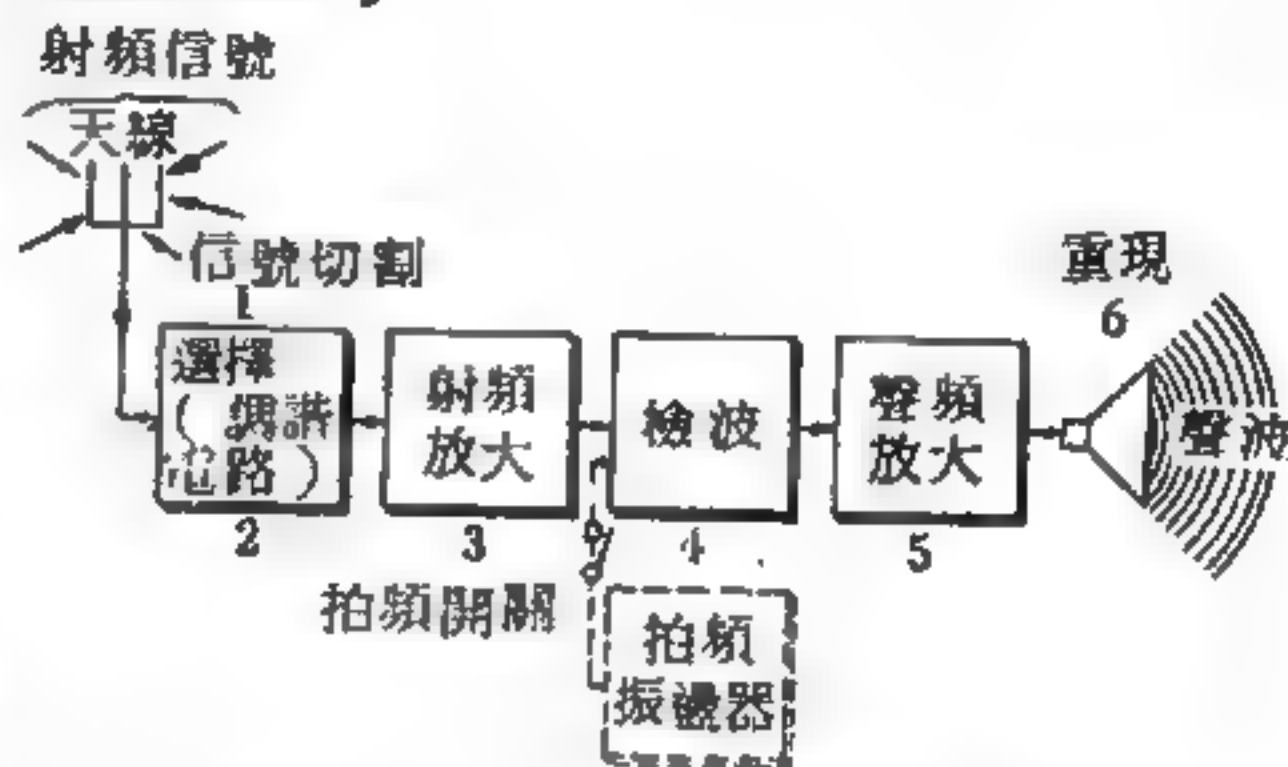 射頻信號
天線
信號切割
1
選擇
(偶諧
電路)
2
射頻
放大
3
檢波
4
聲頻
放大
5
重現
6
聲波
拍頻開關
拍頻
振盪器